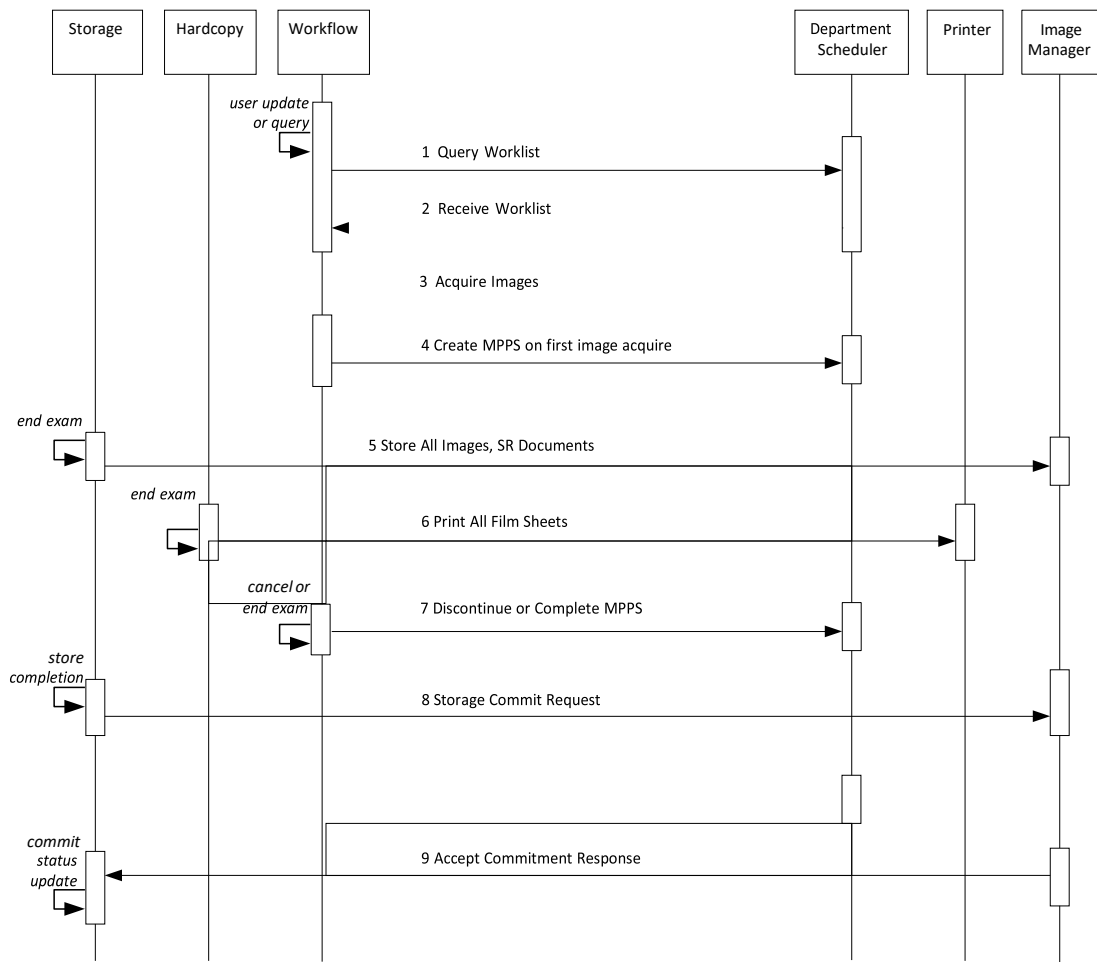 Storage
Hardcopy
Workflow
Department
Scheduler
Printer
Image
Manager
user update
or query
1 Query Worklist
2 Receive Worklist
3 Acquire Images
4 Create MPPS on first image acquire
end exam
5 Store All Images, SR Documents
end exam
6 Print All Film Sheets
cancel or
end exam
7 Discontinue or Complete MPPS
store
completion
8 Storage Commit Request
commit
status
update
9 Accept Commitment Response